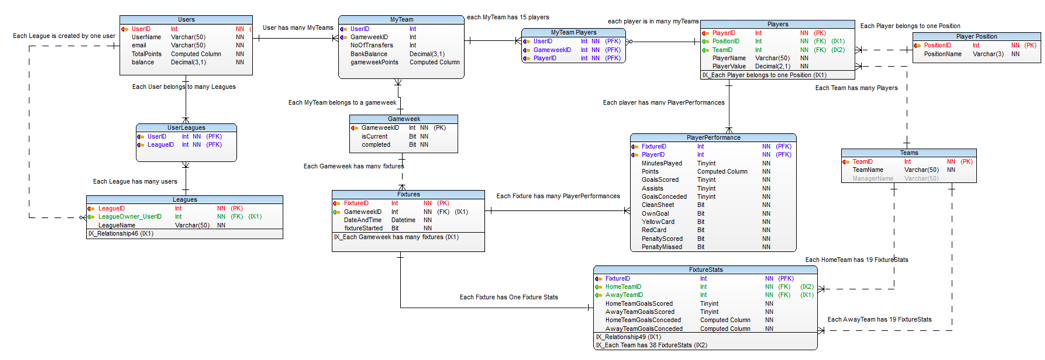 Users
UserID Int NN (
UserName Varchar(50) NN
email Varchar(50) NN
TotalPoints Computed Column NN
balance Decimal(3,1) NN
Each League is created by one user
User has many MyTeams
MyTeam
UserID Int NN (
GameweekID Int NN (
NoOfTransfers Int NN
BankBalance Decimal(3,1) NN
gameweekPoints Computed Column NN
each MyTeam has 15 players
MyTeam Players
UserID Int NN (PFK)
GameweekID Int NN (PFK)
PlayerID Int NN (PFK)
each player is in many myTeams
Players
PlayerID Int NN (PK)
PositionID Int NN (FK) (IX1)
TeamID Int NN (FK) (IX2)
PlayerName Varchar(50) NN
PlayerValue Decimal(2,1) NN
IX_Each Player belongs to one Position (IX1)
Each Player belongs to one Position
Player Position
PositionID Int NN (PK)
PositionName Varchar(3) NN
Each User belongs to many Leagues
UserLeagues
UserID Int NN (PFK)
LeagueID Int NN (PFK)
Each League has many users
Leagues
LeagueID Int NN (PK)
LeagueOwner_UserID Int NN (FK) (IX1)
LeagueName Varchar(50) NN
IX_Relationship46 (IX1)
Each MyTeam belongs to a gameweek
Gameweek
GameweekID Int NN (PK)
isCurrent Bit NN
completed Bit NN
Each Gameweek has many fixtures
Fixtures
FixtureID Int NN (PK)
GameweekID Int NN (FK) (IX1)
DateAndTime Datetime NN
fixtureStarted Bit NN
IX_Each Gameweek has many fixtures (IX1)
Each player has many PlayerPerformances
Each Fixture has many PlayerPerformances
PlayerPerformance
FixtureID Int NN (PFK)
PlayerID Int NN (PFK)
MinutesPlayed Tinyint NN
Points Computed Column NN
GoalsScored Tinyint NN
Assists Tinyint NN
GoalsConceded Tinyint NN
CleanSheet Bit NN
OwnGoal Bit NN
YellowCard Bit NN
RedCard Bit NN
PenaltyScored Bit NN
PenaltyMissed Bit NN
Each Team has many Players
Teams
TeamID Int NN (PK)
TeamName Varchar(50) NN
ManagerName Varchar(50)
Each HomeTeam has 19 FixtureStats
Each Fixture has One Fixture Stats
FixtureStats
FixtureID Int NN (PFK)
HomeTeamID Int NN (FK) (IX2)
AwayTeamID Int NN (FK) (IX1)
HomeTeamGoalsScored Tinyint NN
AwayTeamGoalsScored Tinyint NN
HomeTeamGoalsConceded Computed Column NN
AwayTeamGoalsConceded Computed Column NN
IX_Relationship49 (IX1)
IX_Each Team has 38 FixtureStats (IX2)
Each AwayTeam has 19 FixtureStats